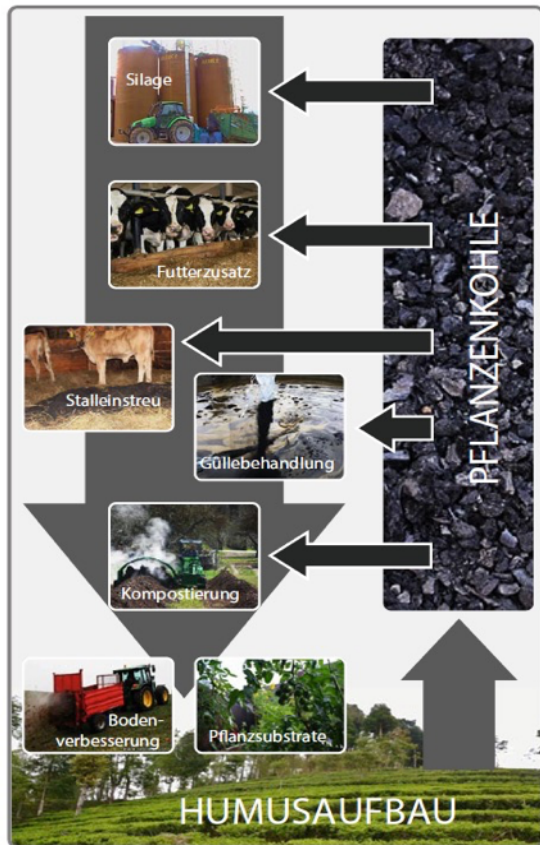 Silage
Futterzusatz
Stalleinstreu
Güllebehandlung
Kompostierung
Boden-
verbesserung
Pflanzsubstrate
PFLANZENKOHLE
HUMUSAUFBAU